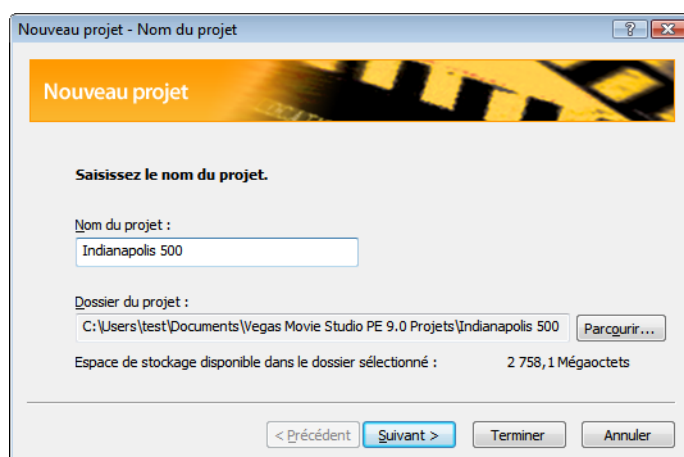 Nouveau projet - Nom du projet
Nouveau projet
Saisissez le nom du projet.
Nom du projet :
Indianapolis 500
Dossier du projet :
C:\Users\test\Documents\Vegas Movie Studio PE 9.0 Projets\Indianapolis 500
Parcourir...
Espace de stockage disponible dans le dossier sélectionné : 2 758,1 Mégaoctets
< Précédent Suivant > Terminer Annuler